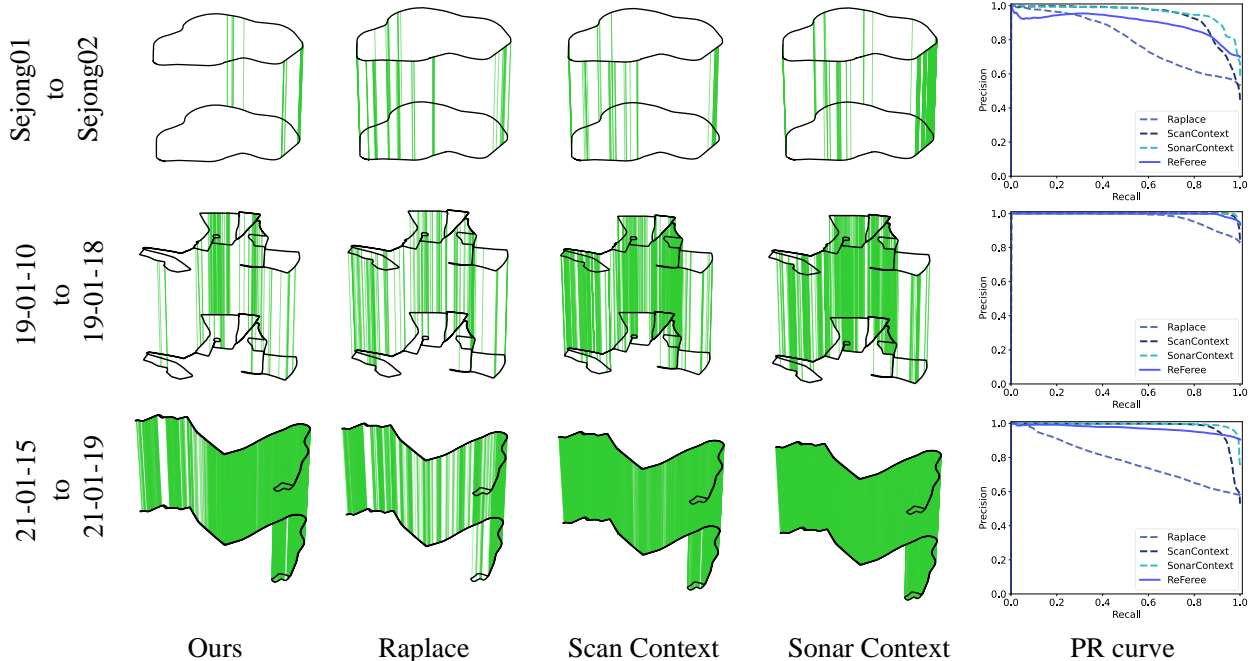 Sejong01
to
Sejong02
Precision
1.0
0.8
0.6
0.4
0.2
0.0
Raplace
ScanContext
SonarContext
ReFeree
0.0 0.2 0.4 0.6 0.8 1.0
Recall
19-01-10
to
19-01-18
Precision
1.0
0.8
0.6
0.4
0.2
0.0
Raplace
ScanContext
SonarContext
ReFeree
0.0 0.2 0.4 0.6 0.8 1.0
Recall
21-01-15
to
21-01-19
Precision
1.0
0.8
0.6
0.4
0.2
0.0
Raplace
ScanContext
SonarContext
ReFeree
0.0 0.2 0.4 0.6 0.8 1.0
Recall
Ours Raplace Scan Context Sonar Context PR curve